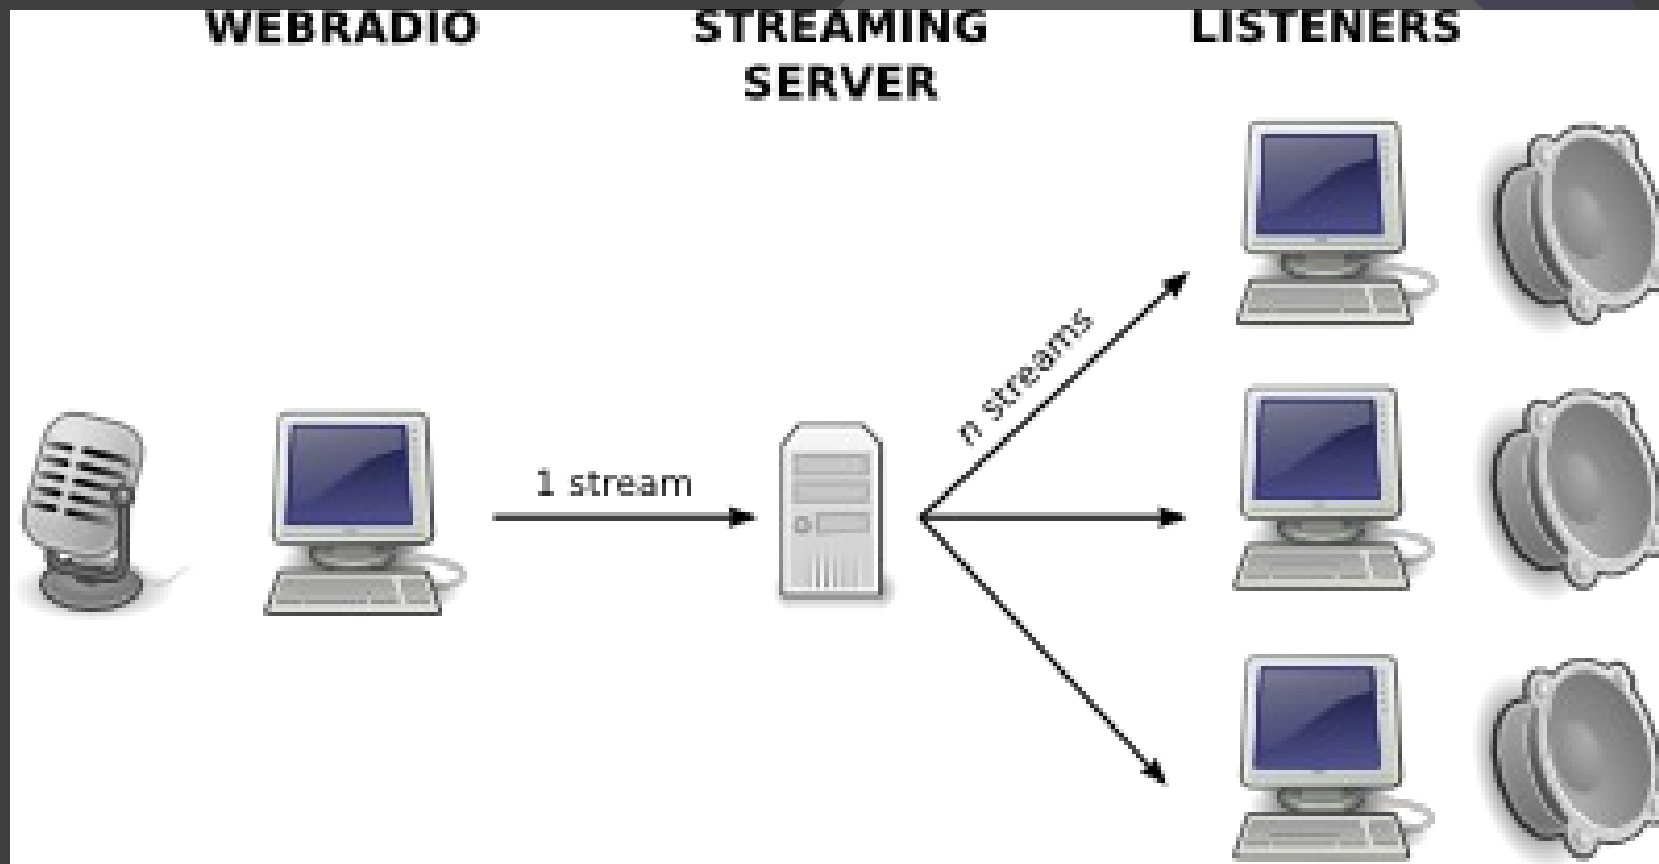 WEBRADIO
STREAMING
SERVER
LISTENERS
1 stream
n streams